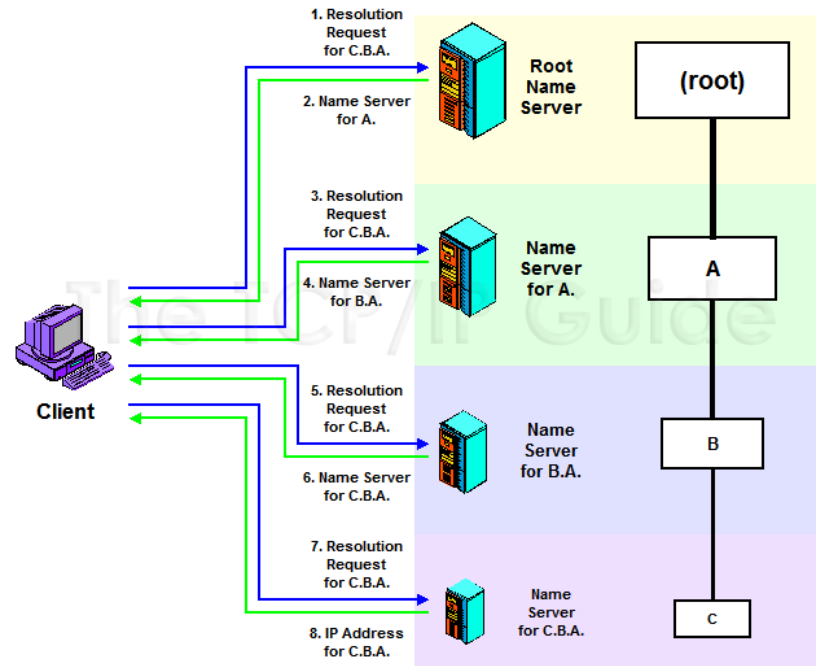 1. Resolution
Request
for C.B.A.
2. Name Server
for A.
Root
Name
Server
(root)
3. Resolution
Request
for C.B.A.
4. Name Server
for B.A.
Name
Server
for A.
A
The TCP/IP Guide
Client
5. Resolution
Request
for C.B.A.
6. Name Server
for C.B.A.
Name
Server
for B.A.
B
7. Resolution
Request
for C.B.A.
8. IP Address
for C.B.A.
Name
Server
for C.B.A.
C